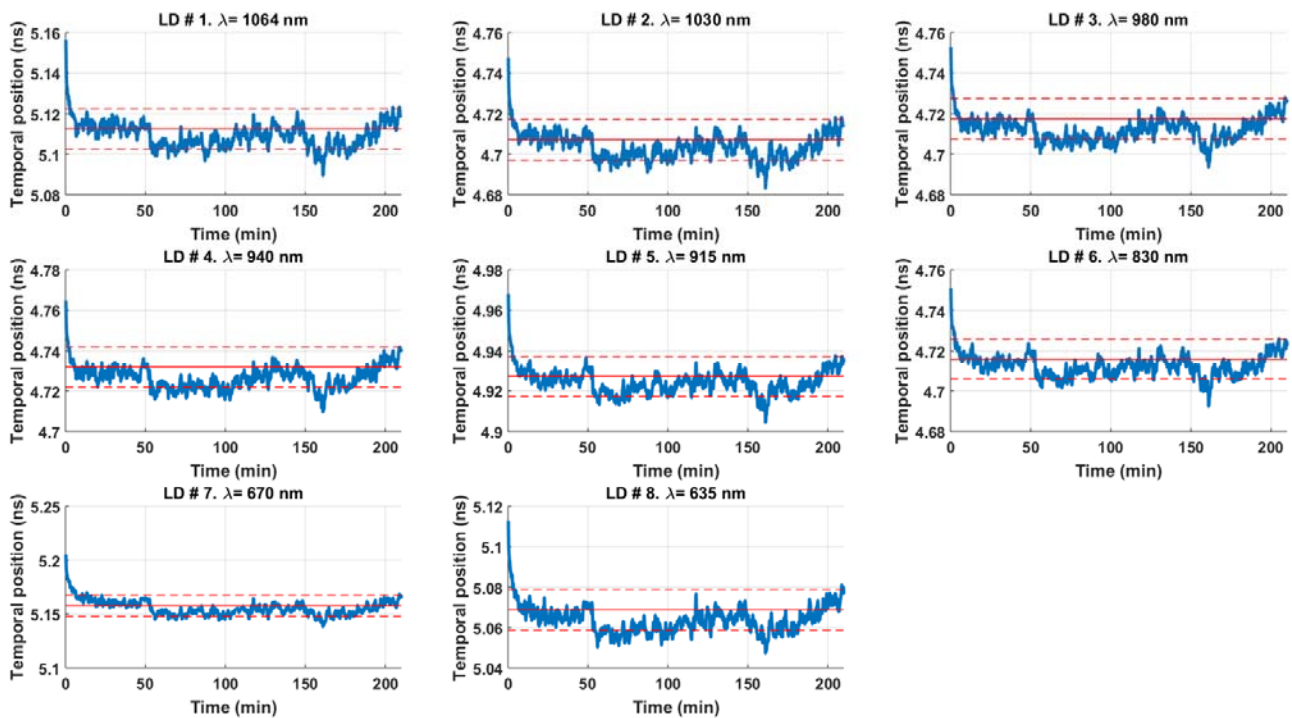 LD # 1. λ= 1064 nm
Temporal position (ns)
5.16
5.14
5.12
5.1
5.08
0 50 100 150 200
Time (min)
LD # 2. λ= 1030 nm
Temporal position (ns)
4.76
4.74
4.72
4.7
4.68
0 50 100 150 200
Time (min)
LD # 3. λ= 980 nm
Temporal position (ns)
4.76
4.74
4.72
4.7
4.68
0 50 100 150 200
Time (min)
LD # 4. λ= 940 nm
Temporal position (ns)
4.78
4.76
4.74
4.72
4.7
0 50 100 150 200
Time (min)
LD # 5. λ= 915 nm
Temporal position (ns)
4.98
4.96
4.94
4.92
4.9
0 50 100 150 200
Time (min)
LD # 6. λ= 830 nm
Temporal position (ns)
4.76
4.74
4.72
4.7
4.68
0 50 100 150 200
Time (min)
LD # 7. λ= 670 nm
Temporal position (ns)
5.25
5.2
5.15
5.1
0 50 100 150 200
Time (min)
LD # 8. λ= 635 nm
Temporal position (ns)
5.12
5.1
5.08
5.06
5.04
0 50 100 150 200
Time (min)